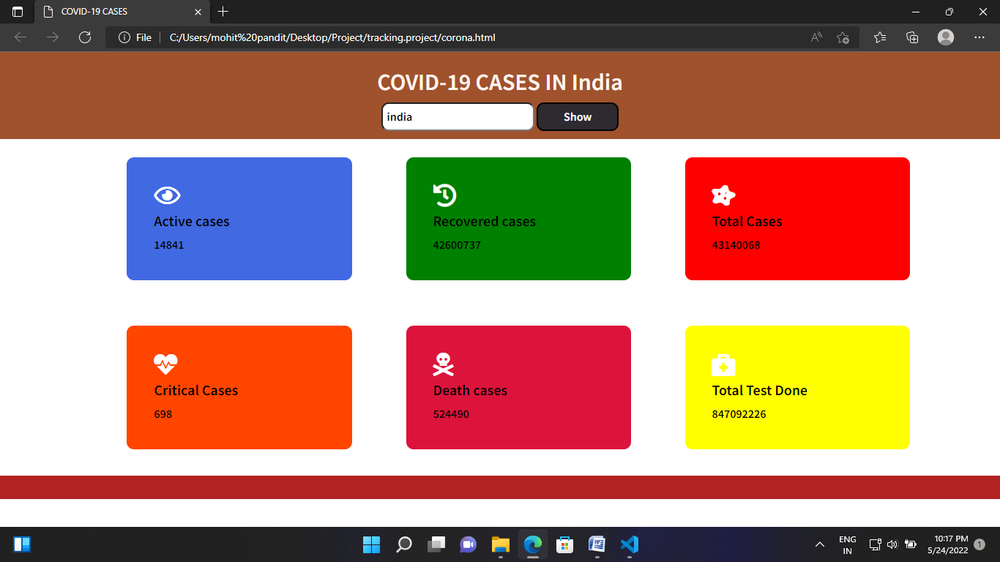 COVID-19 CASES
File
C:/Users/mohit%20pandit/Desktop/Project/tracking.project/corona.html
COVID-19 CASES IN India
india
Show
Active cases
14841
Recovered cases
42600737
Total Cases
43140068
Critical Cases
698
Death cases
524490
Total Test Done
847092226
ENG
IN
10:17 PM
5/24/2022
1